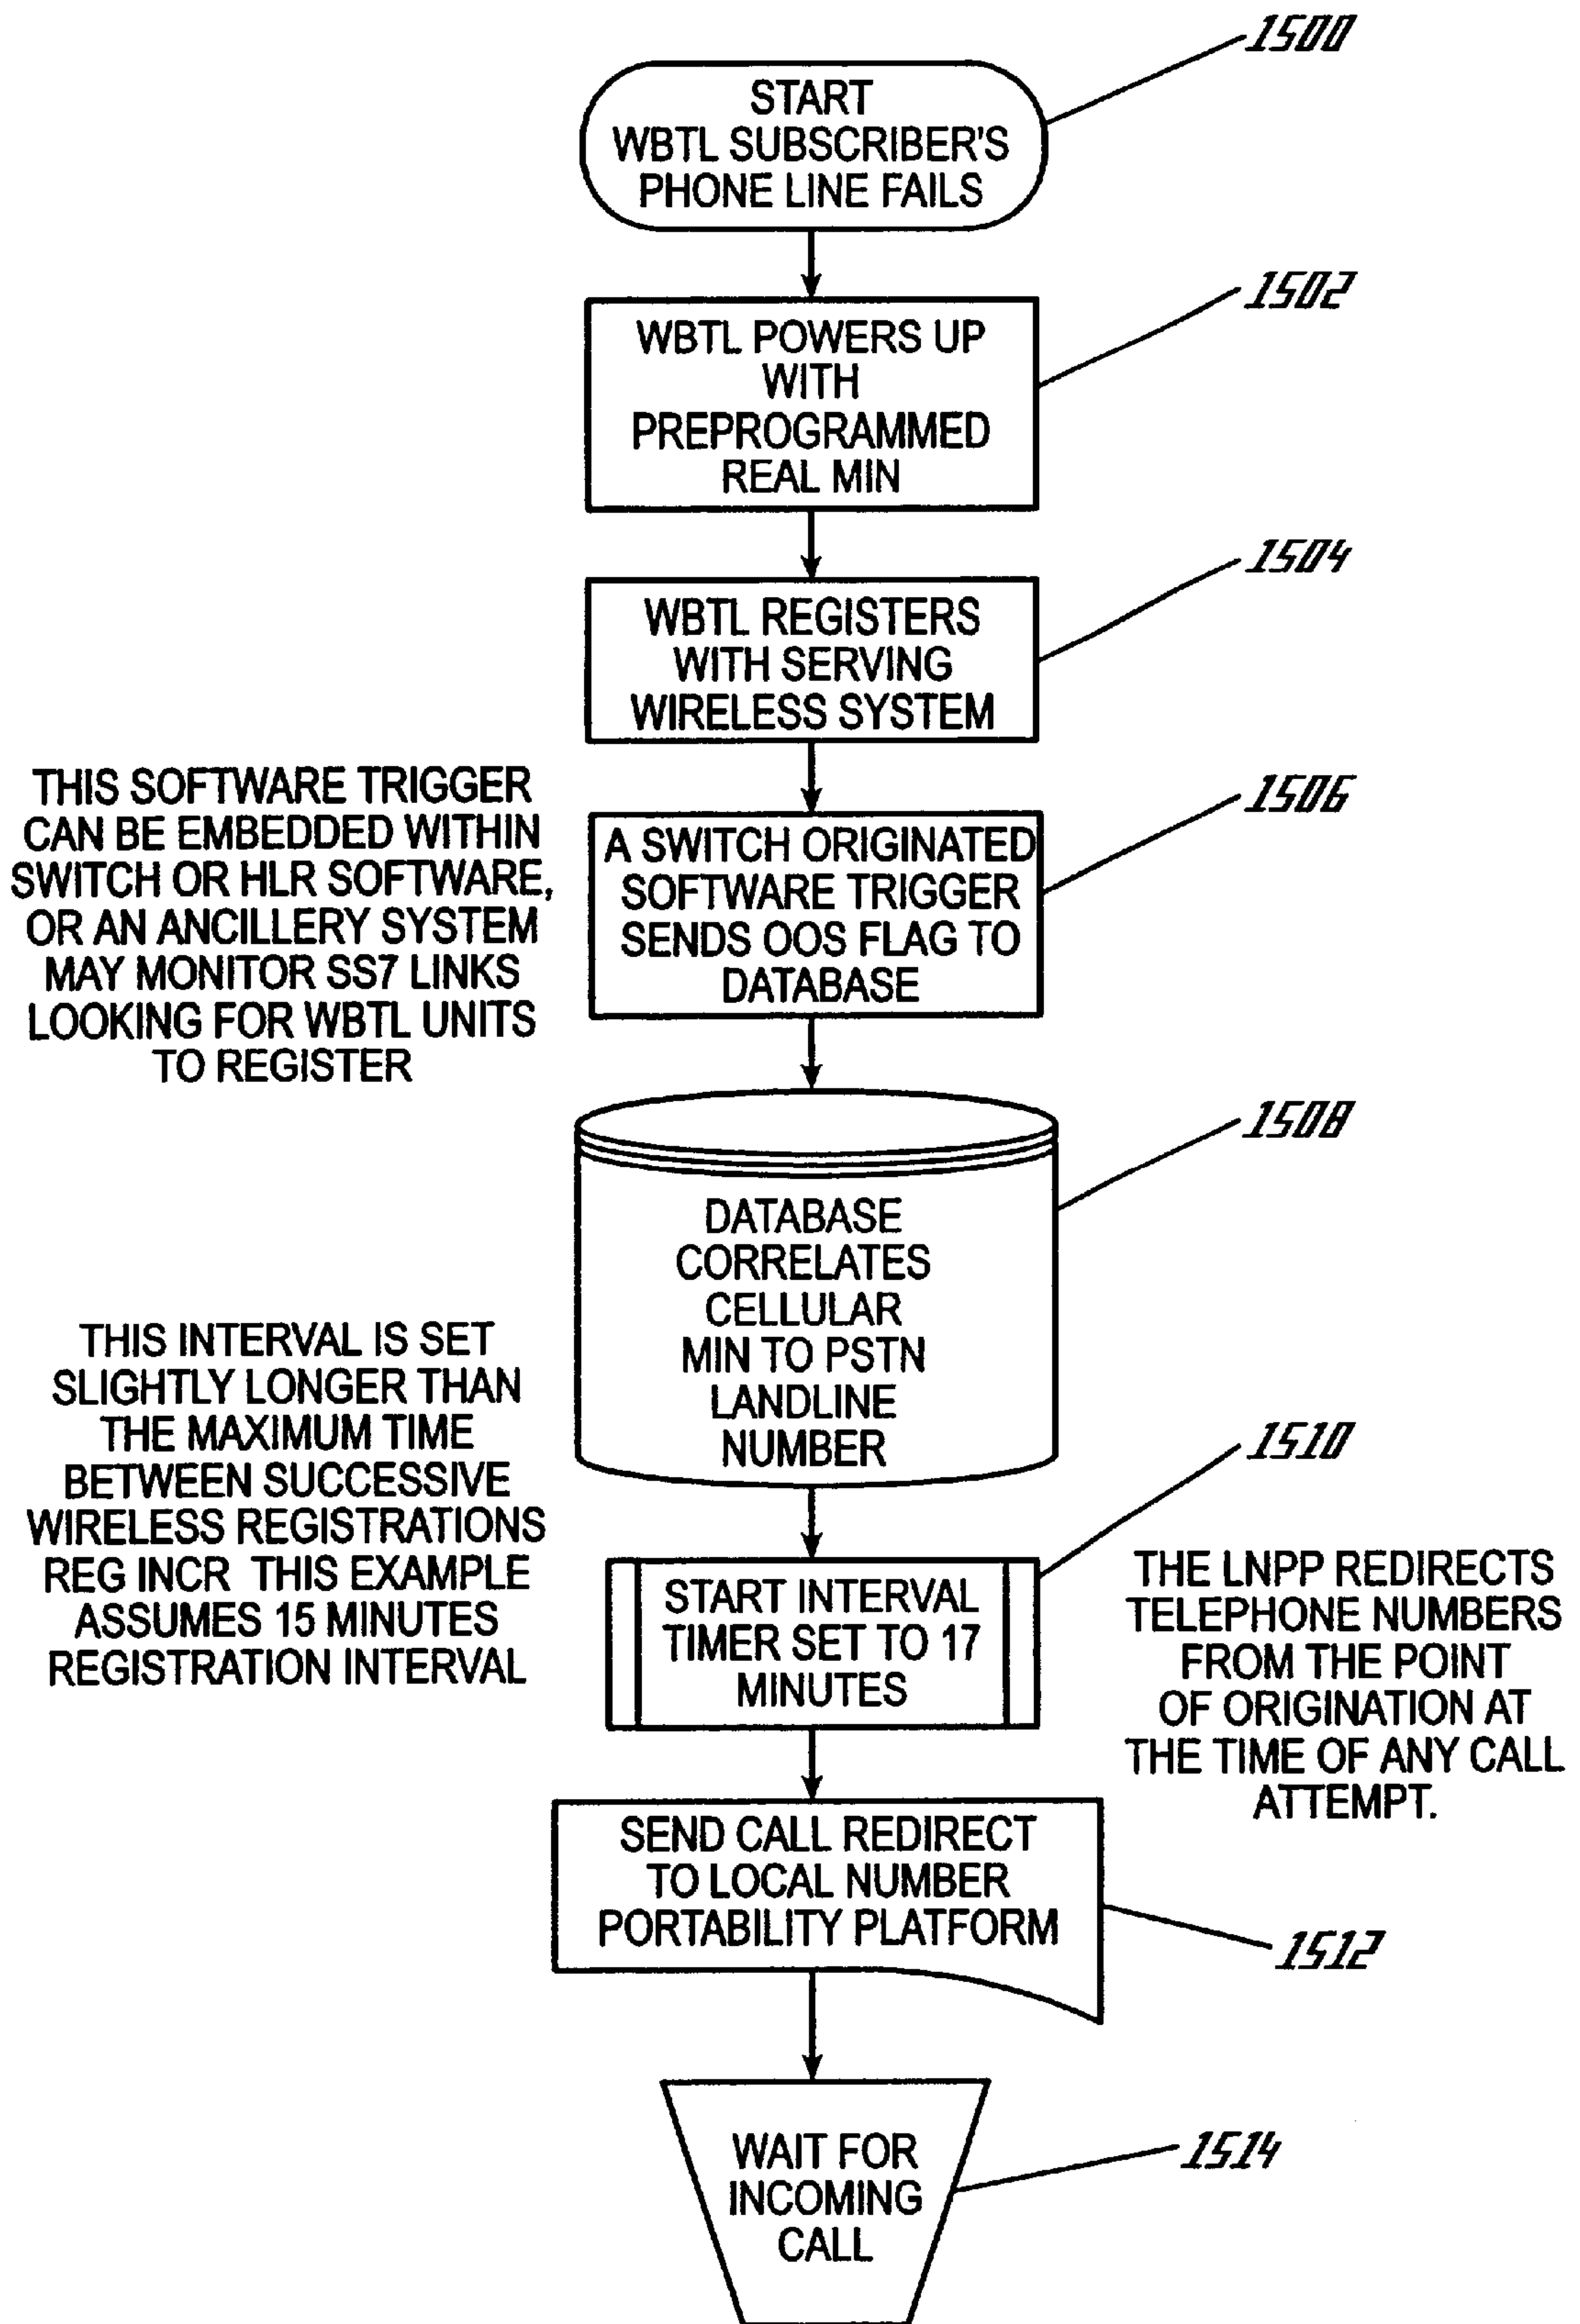 1500
START
WBTL SUBSCRIBER'S
PHONE LINE FAILS
1502
WBTL POWERS UP
WITH
PREPROGRAMMED
REAL MIN
1504
WBTL REGISTERS
WITH SERVING
WIRELESS SYSTEM
THIS SOFTWARE TRIGGER
CAN BE EMBEDDED WITHIN
SWITCH OR HLR SOFTWARE,
OR AN ANCILLERY SYSTEM
MAY MONITOR SS7 LINKS
LOOKING FOR WBTL UNITS
TO REGISTER
1506
A SWITCH ORIGINATED
SOFTWARE TRIGGER
SENDS OOS FLAG TO
DATABASE
1508
DATABASE
CORRELATES
CELLULAR
MIN TO PSTN
LANDLINE
NUMBER
THIS INTERVAL IS SET
SLIGHTLY LONGER THAN
THE MAXIMUM TIME
BETWEEN SUCCESSIVE
WIRELESS REGISTRATIONS
REG INCR THIS EXAMPLE
ASSUMES 15 MINUTES
REGISTRATION INTERVAL
1510
START INTERVAL
TIMER SET TO 17
MINUTES
THE LNPP REDIRECTS
TELEPHONE NUMBERS
FROM THE POINT
OF ORIGINATION AT
THE TIME OF ANY CALL
ATTEMPT.
SEND CALL REDIRECT
TO LOCAL NUMBER
PORTABILITY PLATFORM
1512
WAIT FOR
INCOMING
CALL
1514